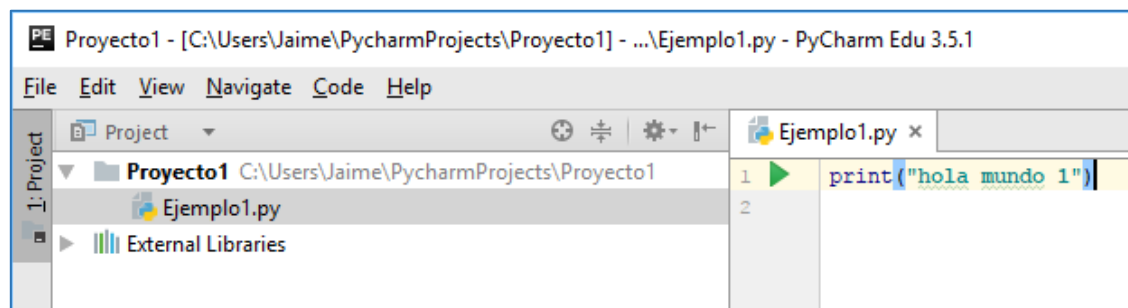 PE Proyecto1 - [C:\Users\Jaime\PycharmProjects\Proyecto1] - ...\Ejemplo1.py - PyCharm Edu 3.5.1
File Edit View Navigate Code Help
1: Project
Project
Proyecto1 C:\Users\Jaime\PycharmProjects\Proyecto1
Ejemplo1.py
External Libraries
Ejemplo1.py ×
1 print("hola mundo 1")
2